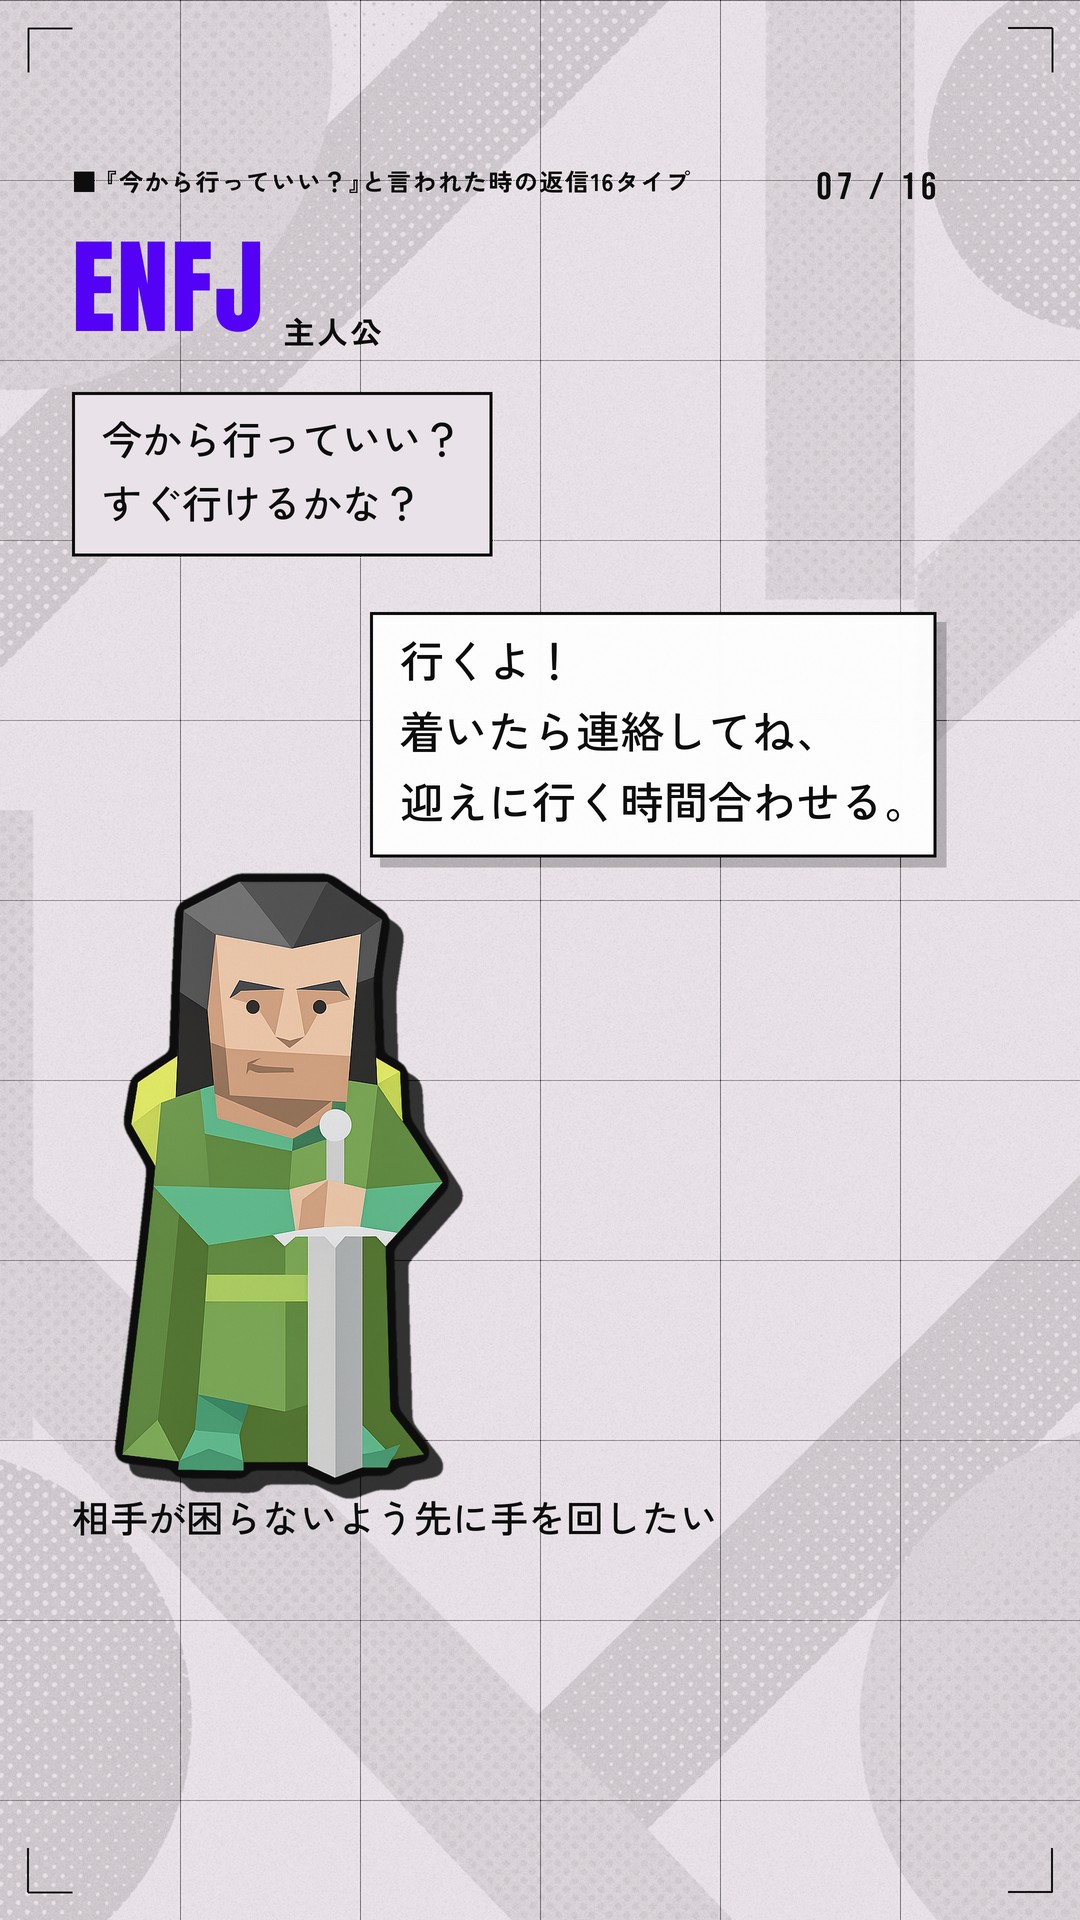 ■『今から行っていい？』と言われた時の返信16タイプ
07 / 16
ENFJ
主人公
今から行っていい？
すぐ行けるかな？
行くよ！
着いたら連絡してね、
迎えに行く時間合わせる。
相手が困らないよう先に手を回したい